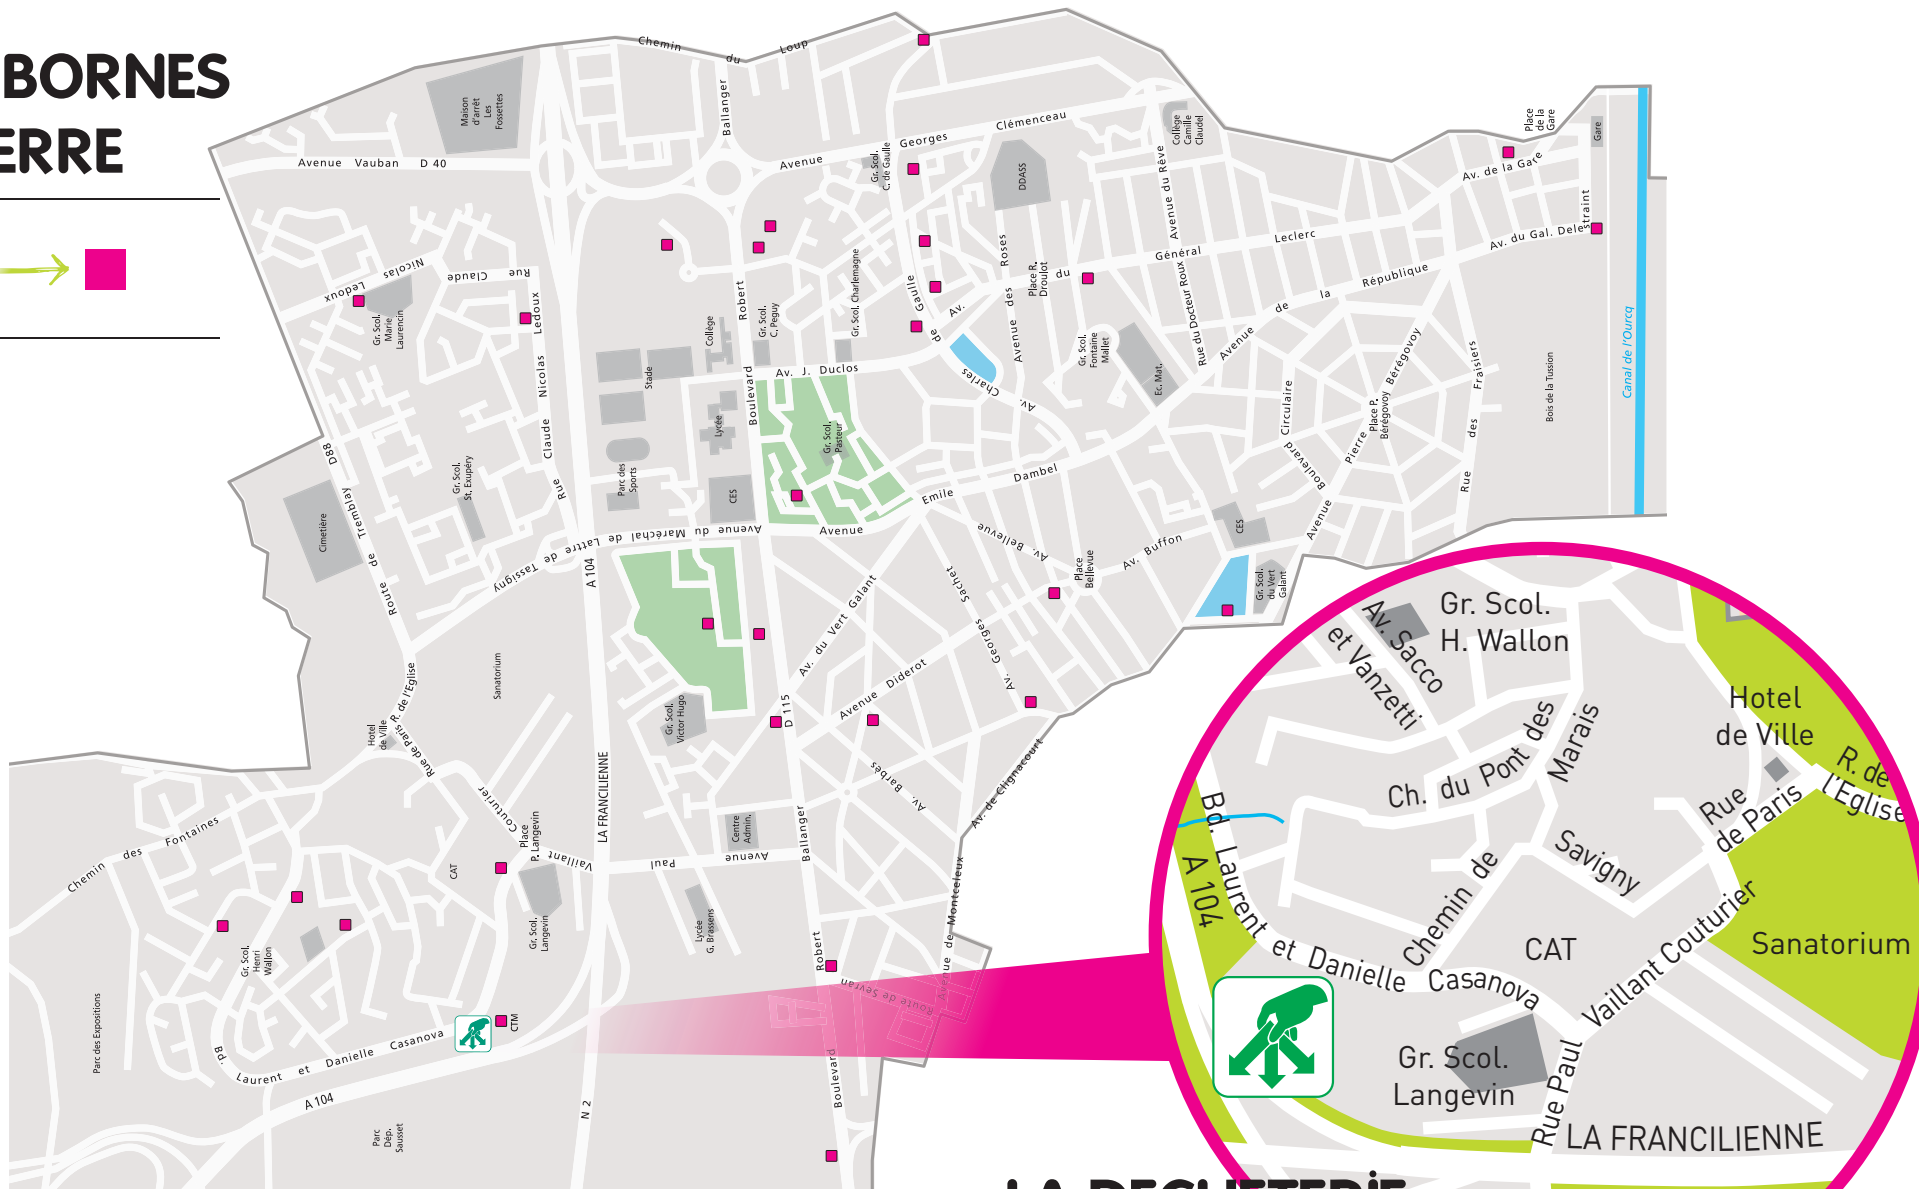 BORNES
ERRE
Chemin du Loup
Maison
d'arrêt
Les
Fossettes
Ballanger
Avenue Vauban D 40
Avenue Georges Clémenceau
Gr. Scol.
C. de Gaulle
DDASS
Collège
Camille
Claudel
Place
de la
Gare
Gare
Av. de la Gare
Av. du Gal. Delestraint
Avenue du Rêve
Nicolas
Ledoux
Rue Claude
Ledoux
Nicolas
Claude
Rue
Gr. Scol.
Marie
Laurencin
Robert
Boulevard
Collège
Gr. Scol.
C. Peguy
Gr. Scol. Charlemagne
Gaulle
de
Charles
Av.
Av. du Général Leclerc
Avenue des Roses
Place R.
Droulot
Rue du Docteur Roux
Avenue de la République
Gr. Scol.
Fontaine
Mallet
Ec. Mat.
Stade
Av. J. Duclos
Lycée
Gr. Scol.
Pasteur
Parc des
Sports
CES
Boulevard Circulaire
Place P.
Bérégovoy
Avenue Pierre Bérégovoy
Rue des Fraisiers
Bois de la Tussion
Canal de l'Ourcq
D88
Route de Tremblay
Gr. Scol.
St. Exupéry
Cimetière
Avenue du Maréchal de Lattre de Tassigny
Avenue Emile Dambel
Av. Bellevue
Place
Bellevue
Av. Buffon
CES
Gr. Scol.
du Vert
Galant
A 104
Av. du Vert Galant
Av. Georges Sachet
Avenue Diderot
Sanatorium
R. de l'Eglise
Hotel
de Ville
Rue de Paris
Gr. Scol.
Victor Hugo
D 115
Av. Barbès
Av. de Clignacourt
LA FRANCILIENNE
Couturier
Vaillant
Paul
Avenue
Place
P. Langevin
Centre
Admin.
Ballanger
Chemin des Fontaines
CAT
Gr. Scol.
Langevin
Lycée
G. Brassens
Gr. Scol.
Henri
Wallon
Robert
Avenue de Montceleux
Route de Sevran
Parc des Expositions
CTM
Bd. Laurent et Danielle Casanova
A 104
N 2
Boulevard
Parc
Dép.
Sausset
Av. Sacco
et Vanzetti
Gr. Scol.
H. Wallon
Hotel
de Ville
R. de
l'Eglise
Ch. du Pont des
Marais
Rue
de Paris
Bd. Laurent et Danielle Casanova
A 104
Chemin de
Savigny
CAT
Vaillant Couturier
Sanatorium
Gr. Scol.
Langevin
Rue Paul
LA FRANCILIENNE
LA DECHETERIE